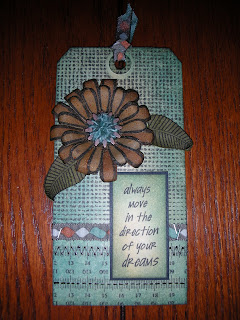 always
move
in the
direction
of your
dreams